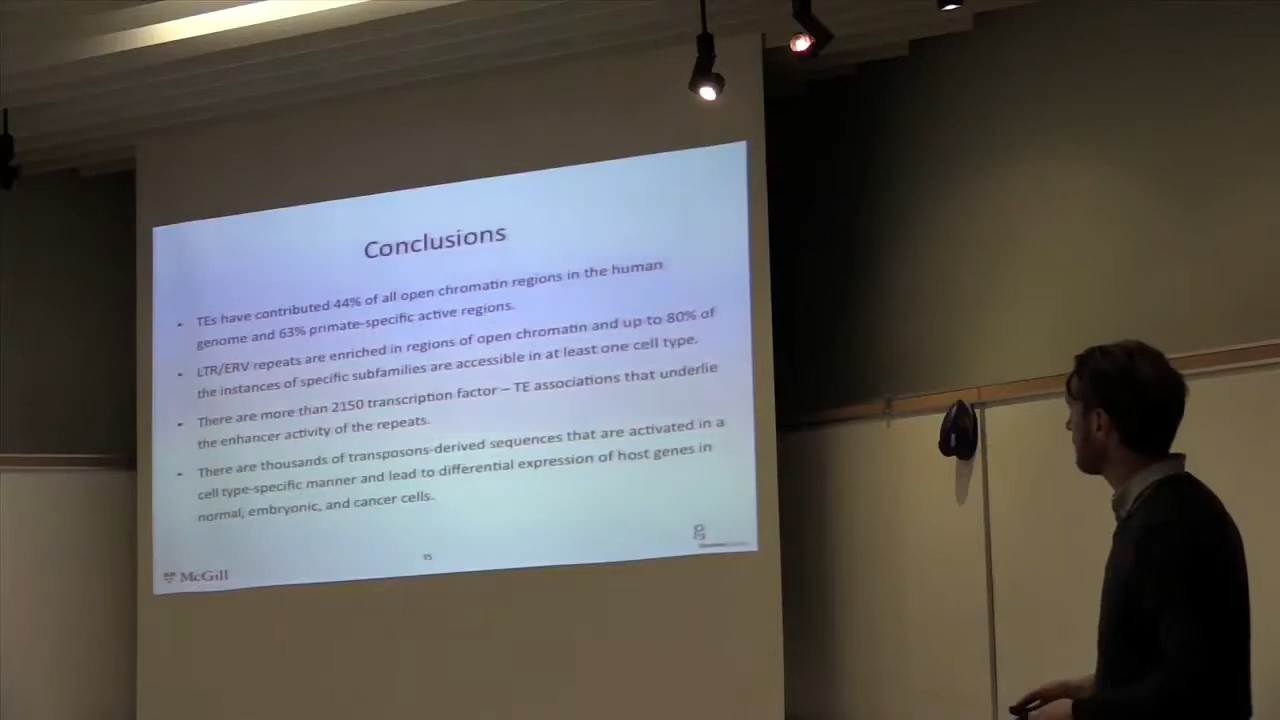 Conclusions
• TEs have contributed 44% of all open chromatin regions in the human
genome and 63% primate-specific active regions.
• LTR/ERV repeats are enriched in regions of open chromatin and up to 80% of
the instances of specific subfamilies are accessible in at least one cell type.
• There are more than 2150 transcription factor – TE associations that underlie
the enhancer activity of the repeats.
• There are thousands of transposons-derived sequences that are activated in a
cell type-specific manner and lead to differential expression of host genes in
normal, embryonic, and cancer cells.
15
McGill